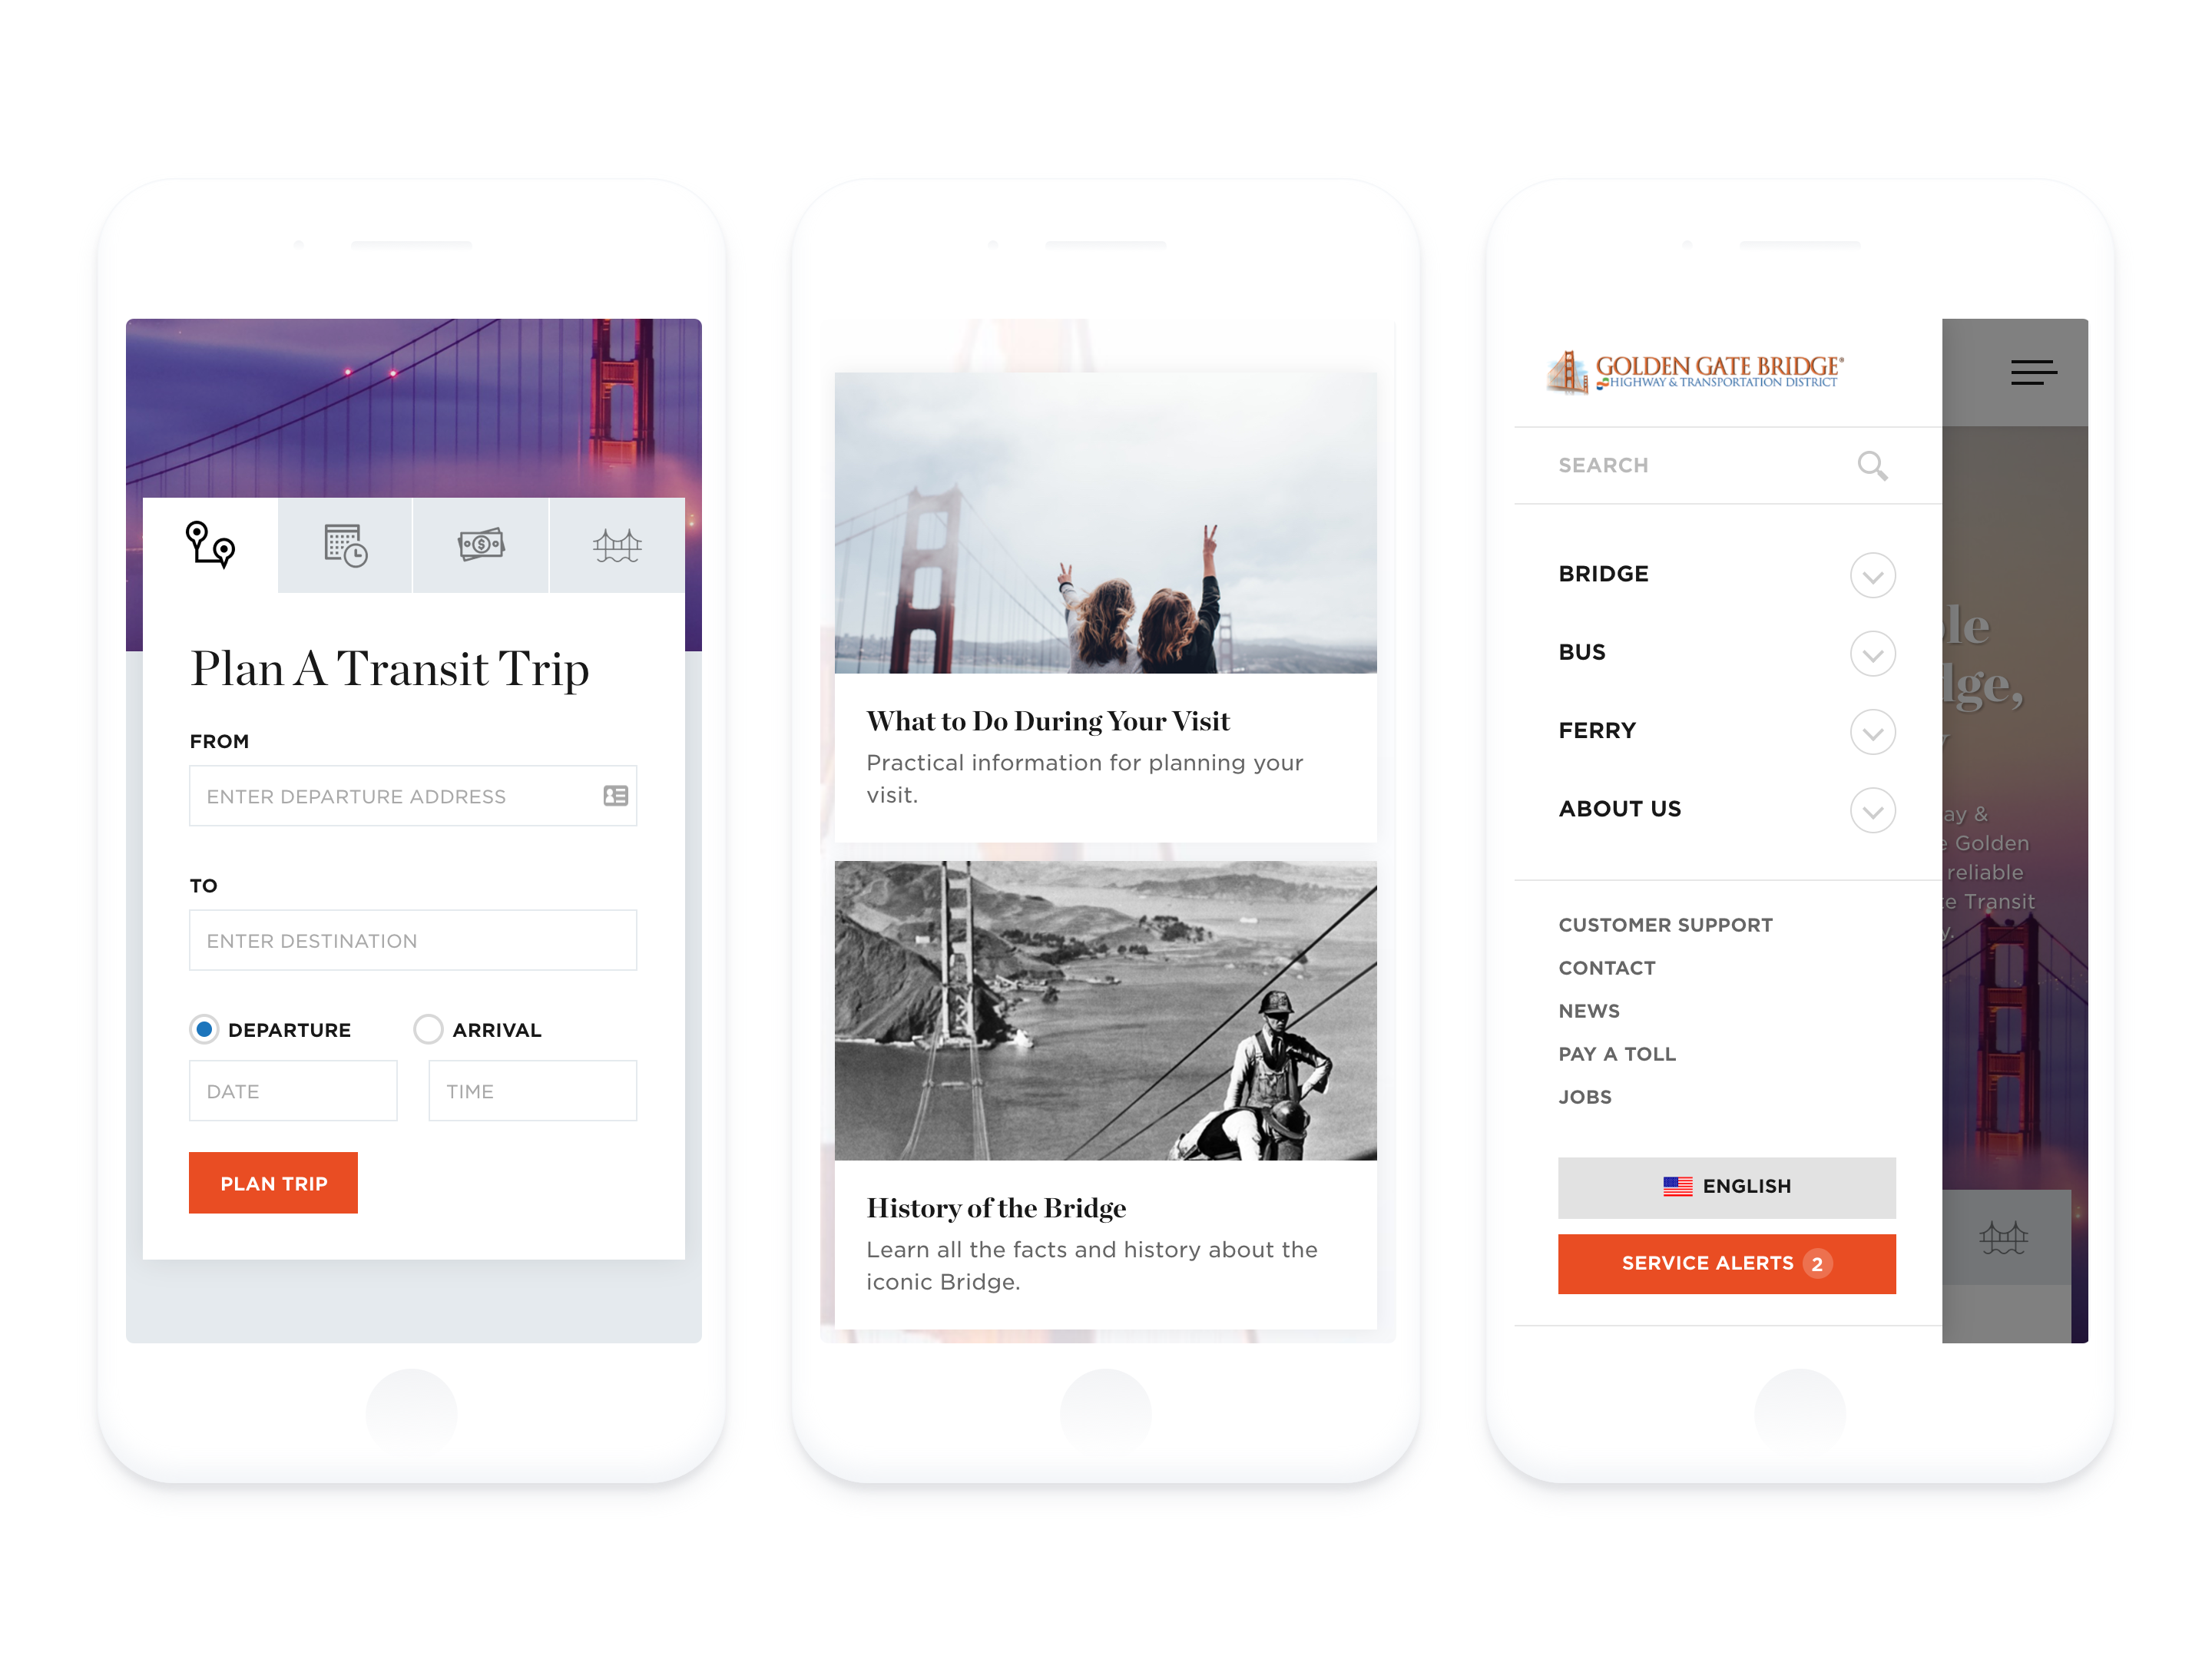 Plan A Transit Trip
FROM
ENTER DEPARTURE ADDRESS
TO
ENTER DESTINATION
DEPARTURE
ARRIVAL
DATE
TIME
PLAN TRIP
What to Do During Your Visit
Practical information for planning your
visit.
History of the Bridge
Learn all the facts and history about the
iconic Bridge.
GOLDEN GATE BRIDGE®
HIGHWAY & TRANSPORTATION DISTRICT
SEARCH
BRIDGE
BUS
FERRY
ABOUT US
CUSTOMER SUPPORT
CONTACT
NEWS
PAY A TOLL
JOBS
ENGLISH
SERVICE ALERTS 2
&
Golden
reliable
Transit